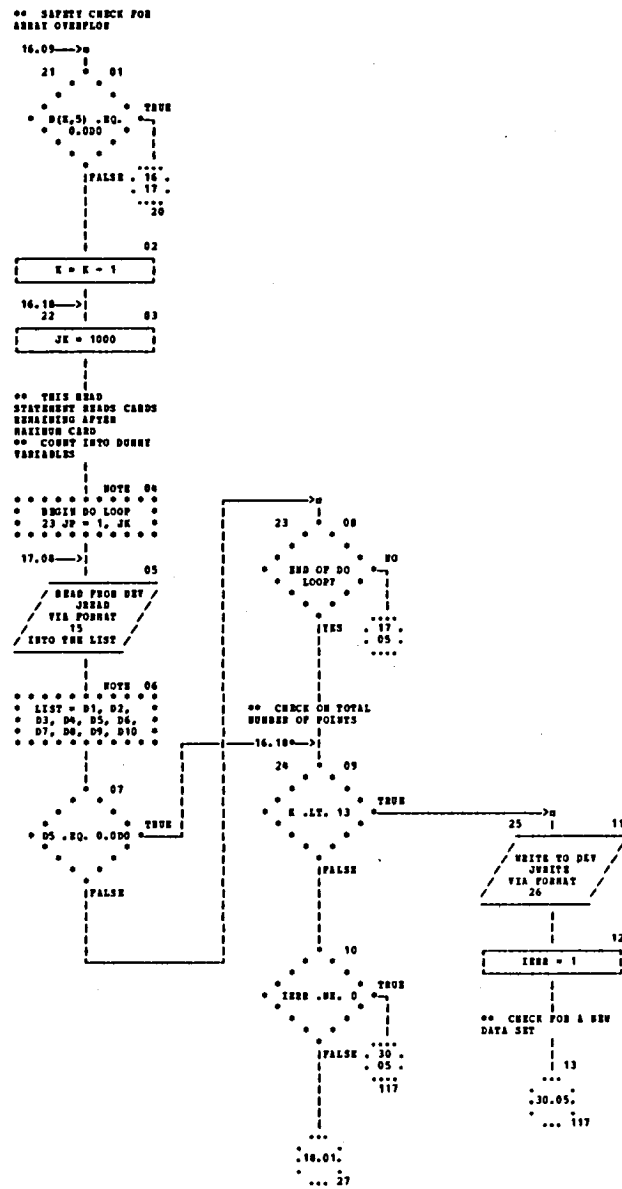 ** SAFETY CHECK FOR
ARRAY OVERFLOW
16.09--->
21 01
B(K,5) .EQ.
0.0D0
TRUE
FALSE
16
17
20
02
K = K - 1
16.18--->
22 03
JK = 1000
** THIS READ
STATEMENT READS CARDS
REMAINING AFTER
MAXIMUM CARD
** COUNT INTO DUMMY
VARIABLES
NOTE 04
BEGIN DO LOOP
23 JP = 1, JK
17.08--->
05
READ FROM DEV
JREAD
VIA FORMAT
15
INTO THE LIST
NOTE 06
LIST = D1, D2,
D3, D4, D5, D6,
D7, D8, D9, D10
07
D5 .EQ. 0.0D0
TRUE
FALSE
23 08
END OF DO
LOOP?
NO
YES
17
05
** CHECK ON TOTAL
NUMBER OF POINTS
16.18--->
24 09
K .LT. 13
TRUE
FALSE
10
IERR .NE. 0
TRUE
FALSE
30
05
117
18.01
27
25 11
WRITE TO DEV
JWRITE
VIA FORMAT
26
12
IERR = 1
** CHECK FOR A NEW
DATA SET
13
30.05
117